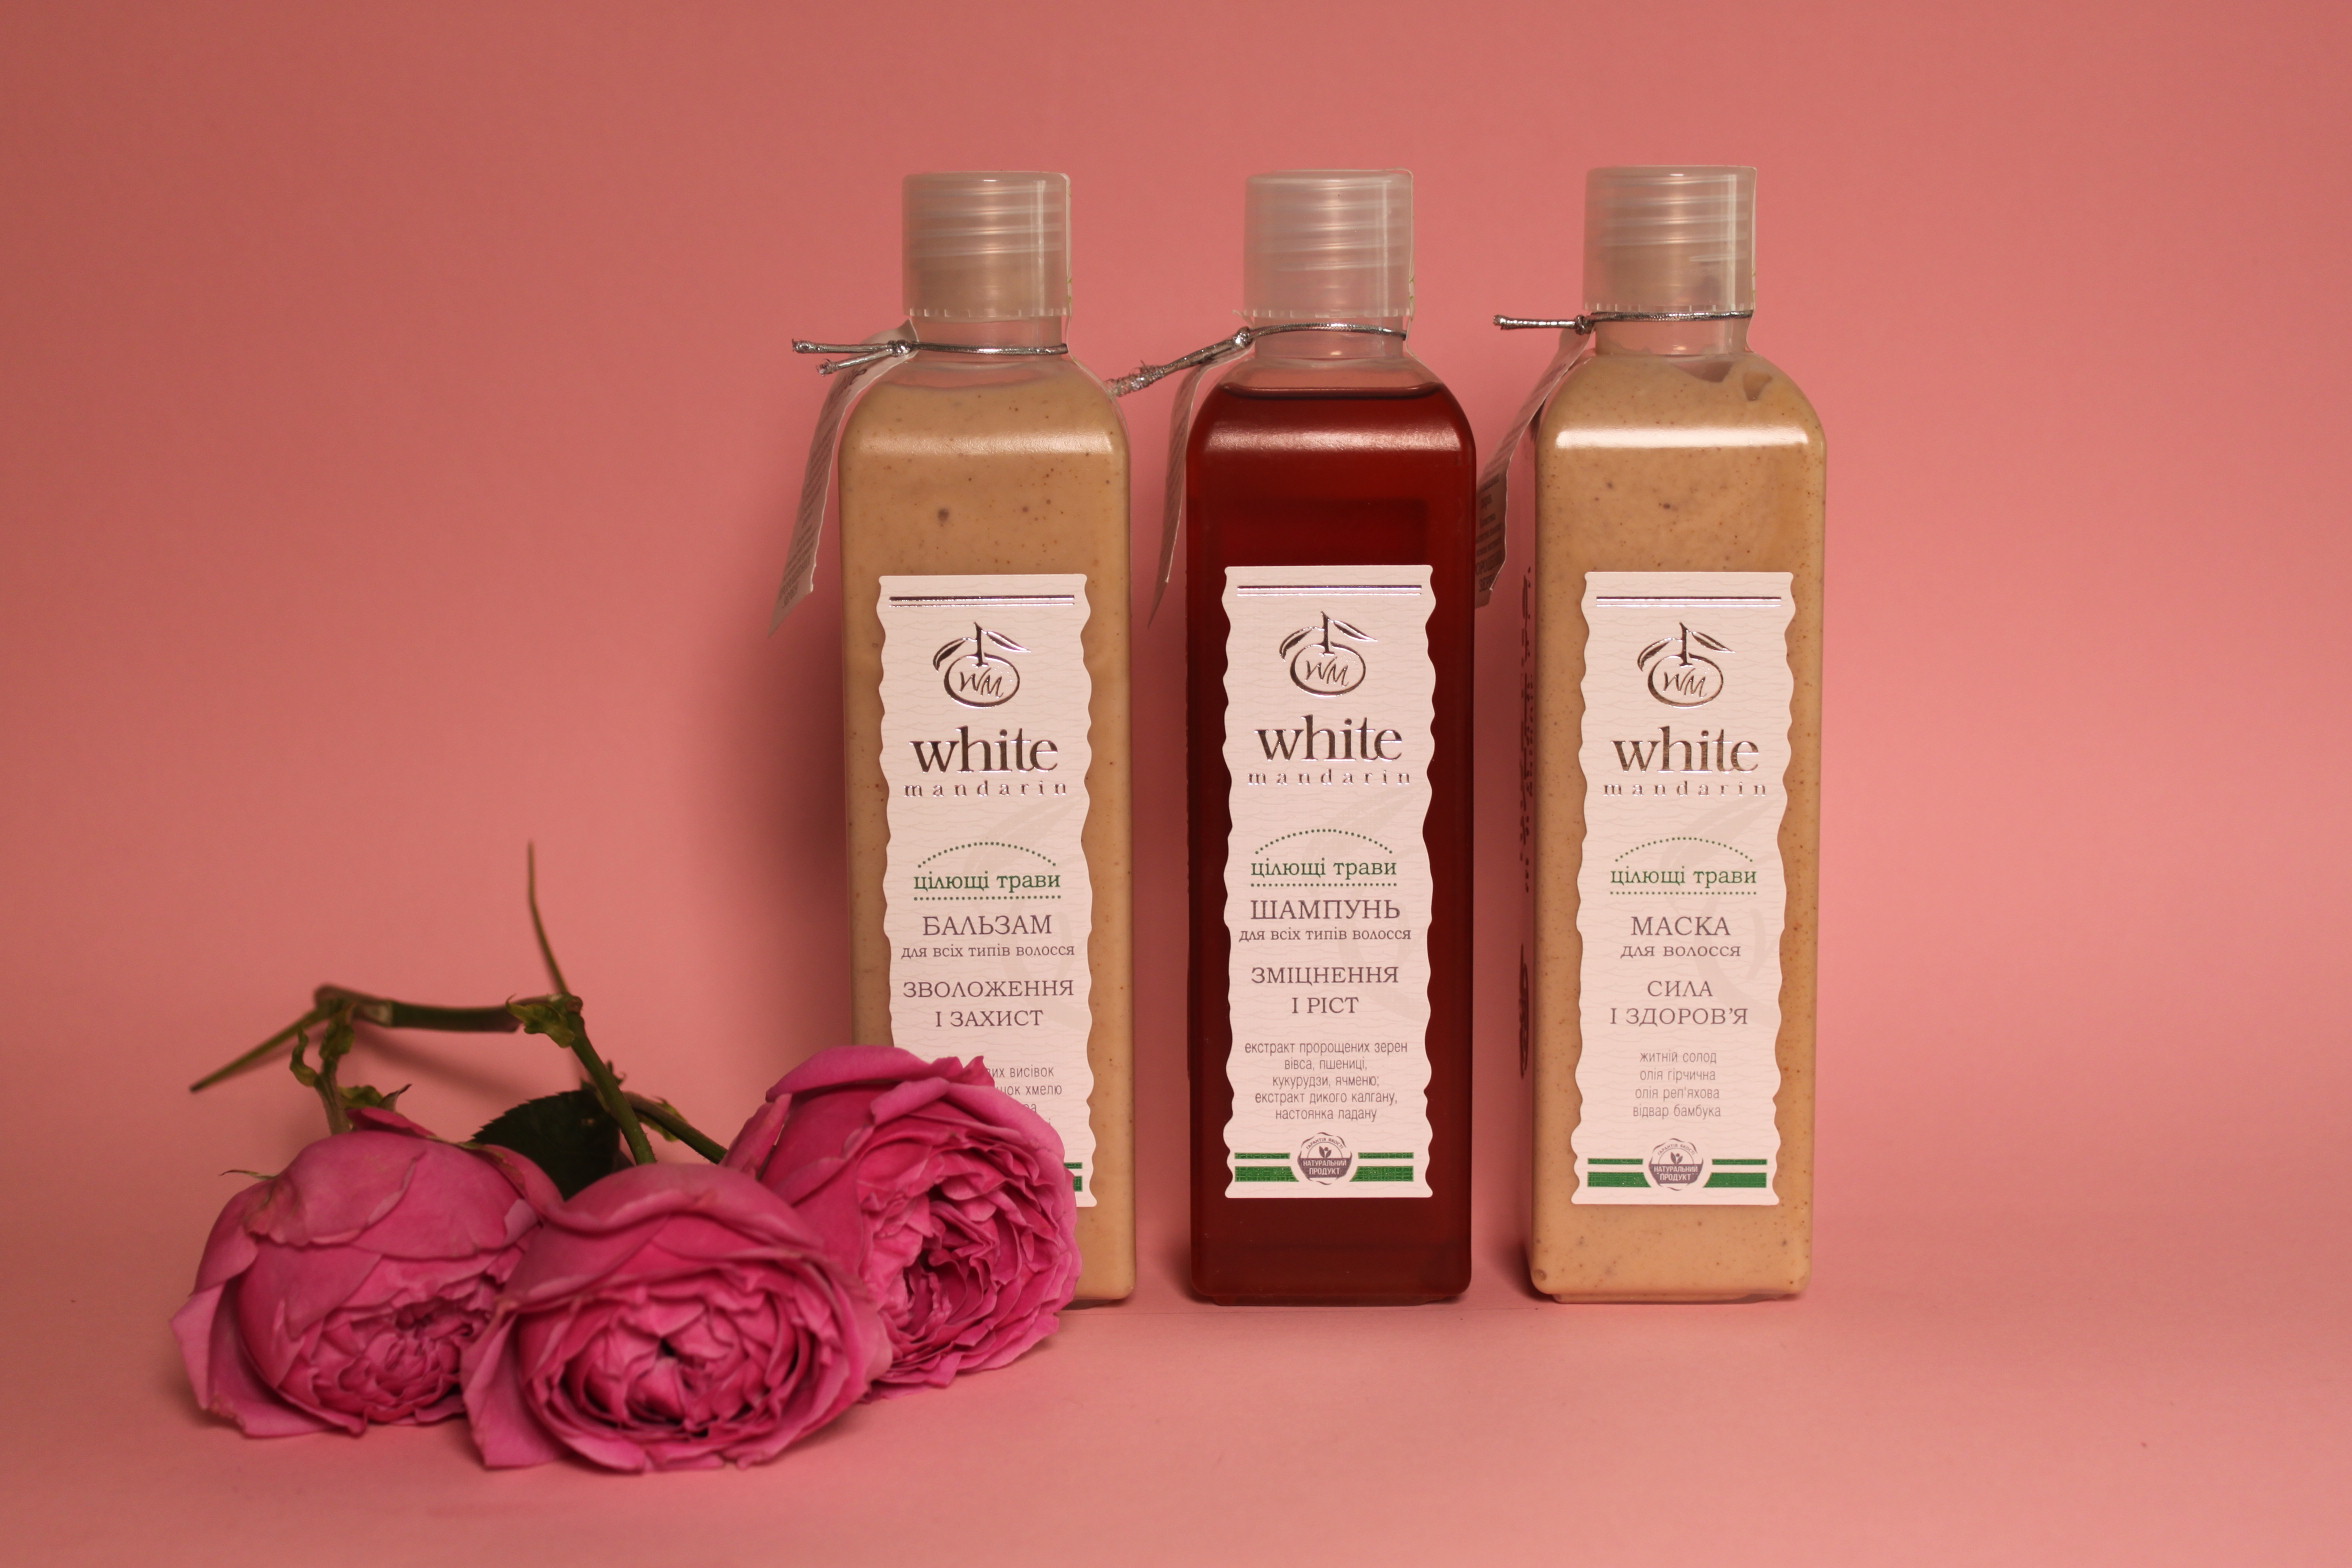 WM
white
mandarin
цілющі трави
БАЛЬЗАМ
для всіх типів волосся
ЗВОЛОЖЕННЯ
І ЗАХИСТ
висівок
хмелю
WM
white
mandarin
цілющі трави
ШАМПУНЬ
для всіх типів волосся
ЗМІЦНЕННЯ
І РІСТ
екстракт пророщених зерен
вівса, пшениці,
кукурудзи, ячменю;
екстракт дикого калгану,
настоянка ладану
НАТУРАЛЬНИЙ
ПРОДУКТ
WM
white
mandarin
цілющі трави
МАСКА
для волосся
СИЛА
І ЗДОРОВ'Я
житній солод
олія гірчична
олія реп'яхова
відвар бамбука
НАТУРАЛЬНИЙ
ПРОДУКТ